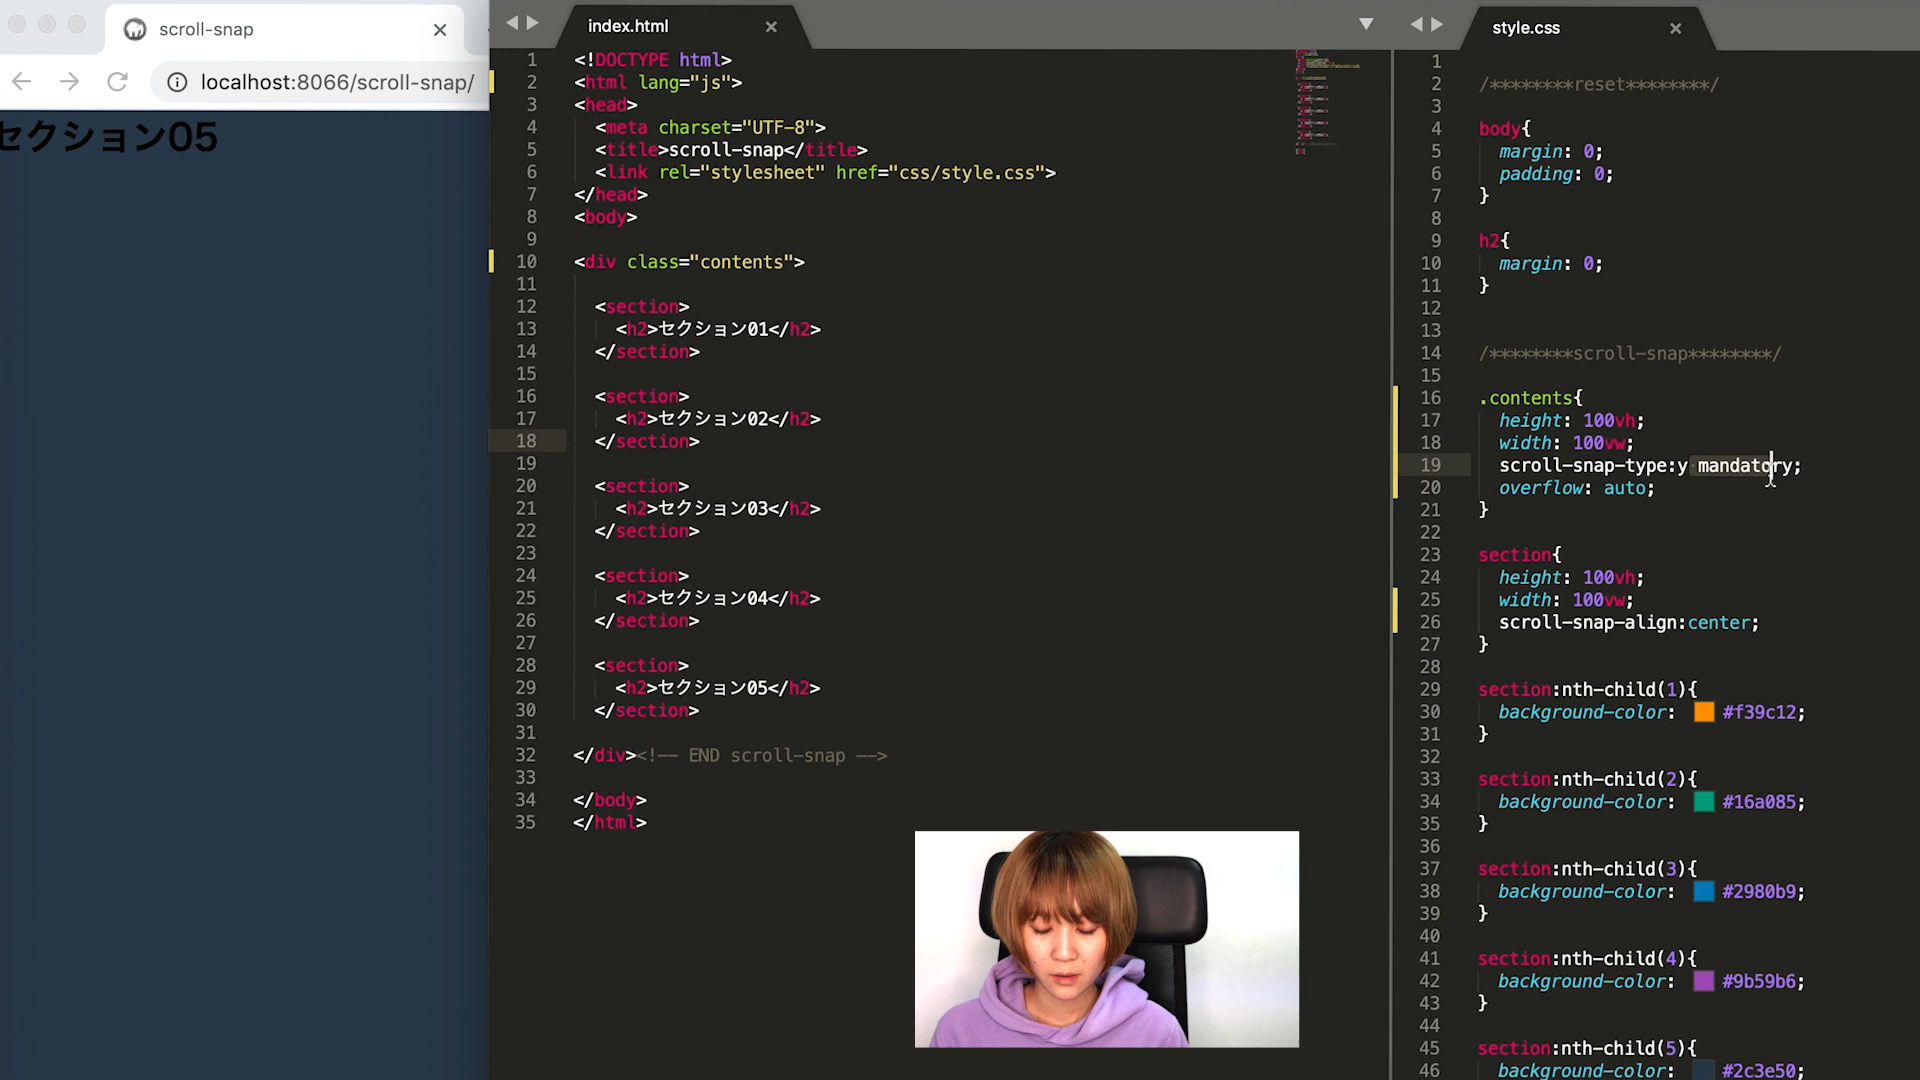 scroll-snap
localhost:8066/scroll-snap/
セクション05
index.html
1 <!DOCTYPE html>
2 <html lang="js">
3 <head>
4 <meta charset="UTF-8">
5 <title>scroll-snap</title>
6 <link rel="stylesheet" href="css/style.css">
7 </head>
8 <body>
9
10 <div class="contents">
11
12 <section>
13 <h2>セクション01</h2>
14 </section>
15
16 <section>
17 <h2>セクション02</h2>
18 </section>
19
20 <section>
21 <h2>セクション03</h2>
22 </section>
23
24 <section>
25 <h2>セクション04</h2>
26 </section>
27
28 <section>
29 <h2>セクション05</h2>
30 </section>
31
32 </div><!-- END scroll-snap -->
33
34 </body>
35 </html>
style.css
1
2 /********reset********/
3
4 body{
5 margin: 0;
6 padding: 0;
7 }
8
9 h2{
10 margin: 0;
11 }
12
13
14 /********scroll-snap********/
15
16 .contents{
17 height: 100vh;
18 width: 100vw;
19 scroll-snap-type:y mandatory;
20 overflow: auto;
21 }
22
23 section{
24 height: 100vh;
25 width: 100vw;
26 scroll-snap-align:center;
27 }
28
29 section:nth-child(1){
30 background-color: #f39c12;
31 }
32
33 section:nth-child(2){
34 background-color: #16a085;
35 }
36
37 section:nth-child(3){
38 background-color: #2980b9;
39 }
40
41 section:nth-child(4){
42 background-color: #9b59b6;
43 }
44
45 section:nth-child(5){
46 background-color: #2c3e50;